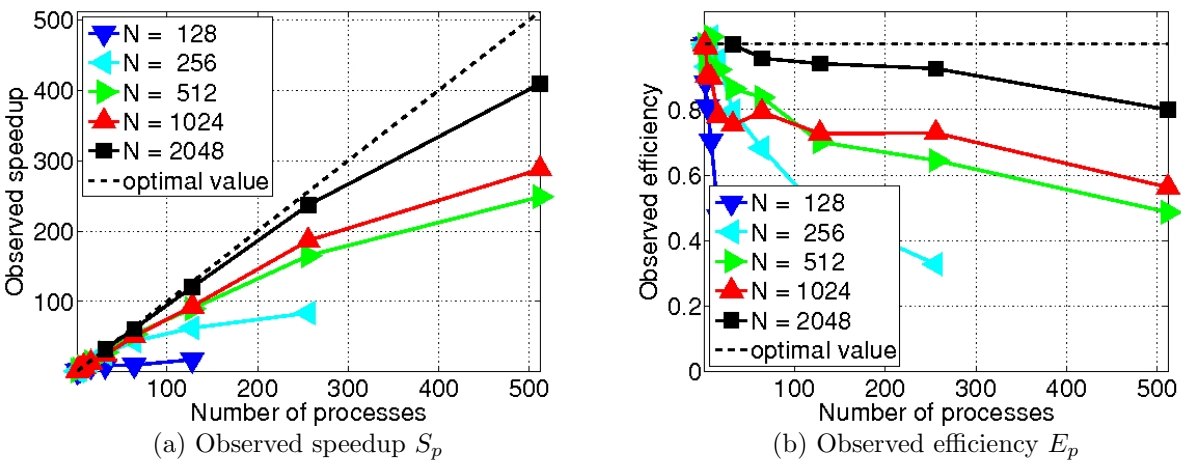 500
400
300
200
100
Observed speedup
N = 128
N = 256
N = 512
N = 1024
N = 2048
optimal value
100 200 300 400 500
Number of processes
(a) Observed speedup Sp
0.8
0.6
0.4
0.2
0
Observed efficiency
N = 128
N = 256
N = 512
N = 1024
N = 2048
optimal value
100 200 300 400 500
Number of processes
(b) Observed efficiency Ep